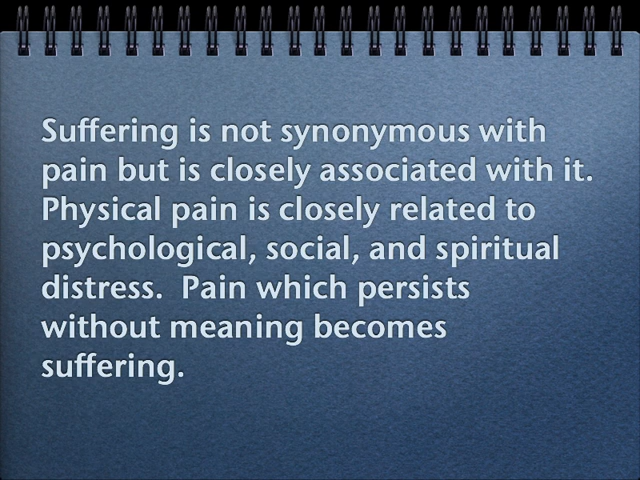 Suffering is not synonymous with
pain but is closely associated with it.
Physical pain is closely related to
psychological, social, and spiritual
distress.  Pain which persists
without meaning becomes
suffering.